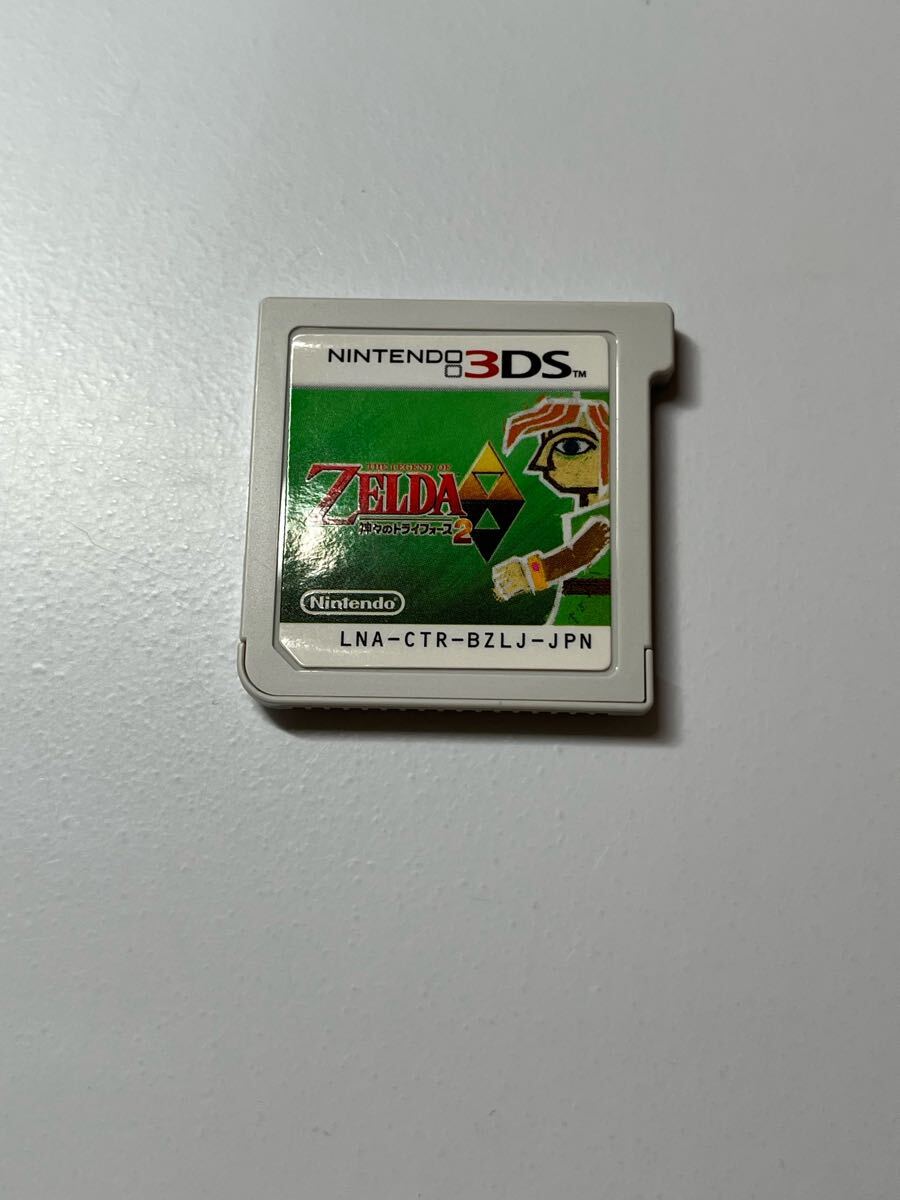 NINTENDO 3DS™
THE LEGEND OF
ZELDA
神々のトライフォース2
Nintendo
LNA-CTR-BZLJ-JPN